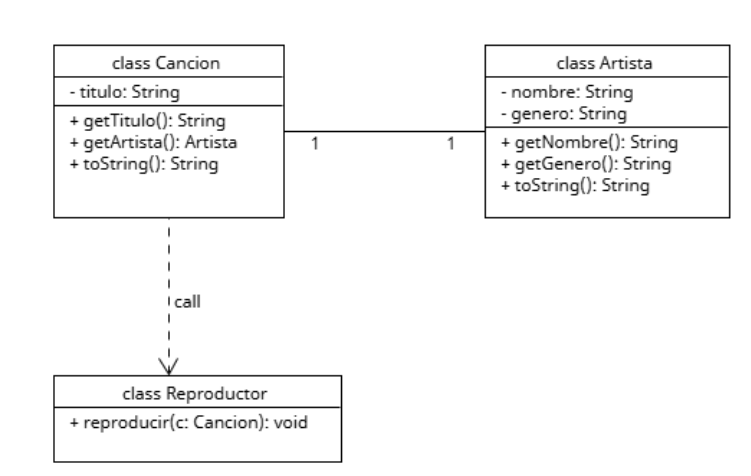 class Cancion
- titulo: String
+ getTitulo(): String
+ getArtista(): Artista
+ toString(): String
1
1
class Artista
- nombre: String
- genero: String
+ getNombre(): String
+ getGenero(): String
+ toString(): String
call
class Reproductor
+ reproducir(c: Cancion): void